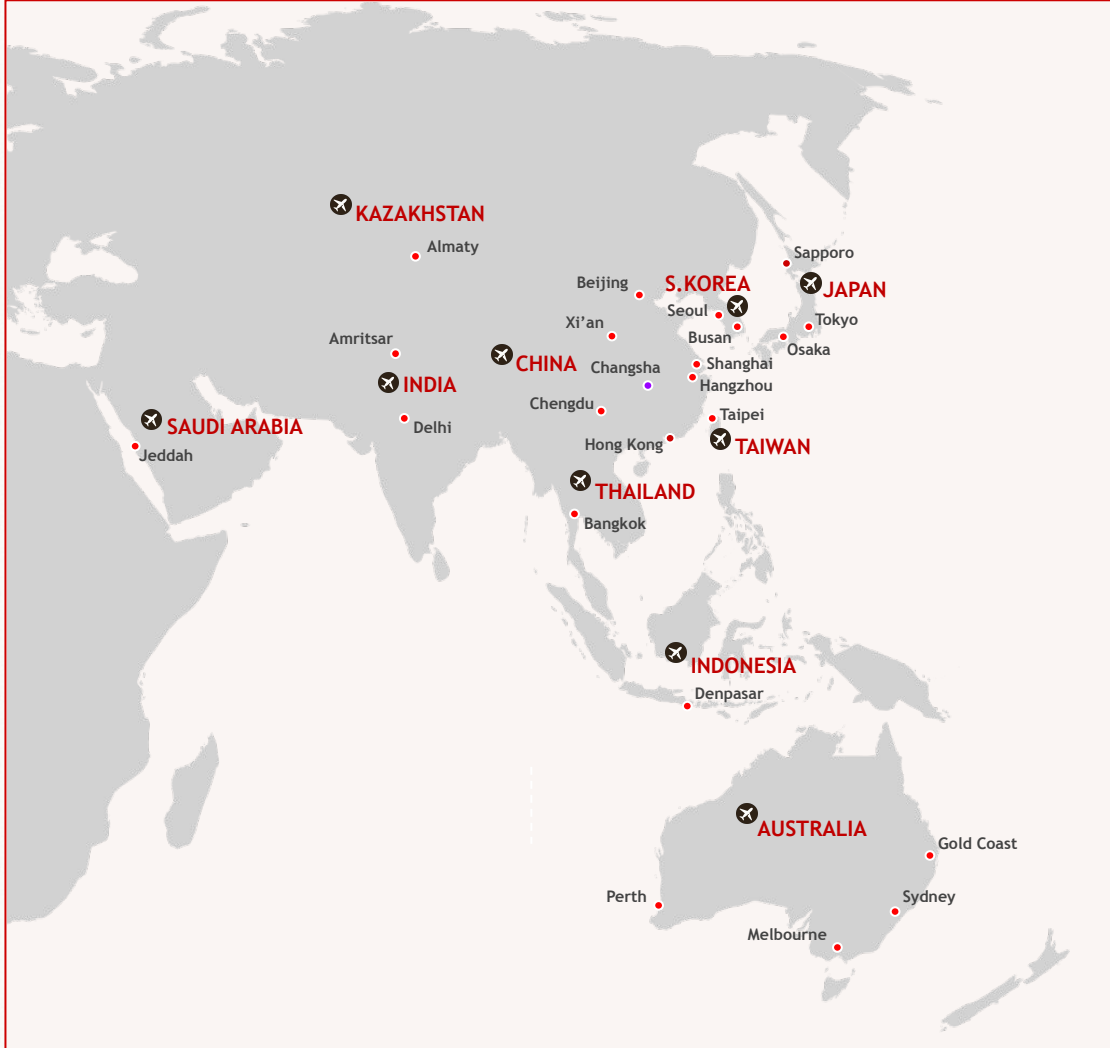 KAZAKHSTAN
Almaty
Sapporo
Beijing
S.KOREA
JAPAN
Seoul
Tokyo
Xi’an
Busan
Amritsar
Osaka
CHINA
Shanghai
Changsha
INDIA
Hangzhou
Chengdu
Taipei
SAUDI ARABIA
Delhi
Hong Kong
TAIWAN
Jeddah
THAILAND
Bangkok
INDONESIA
Denpasar
AUSTRALIA
Gold Coast
Perth
Sydney
Melbourne